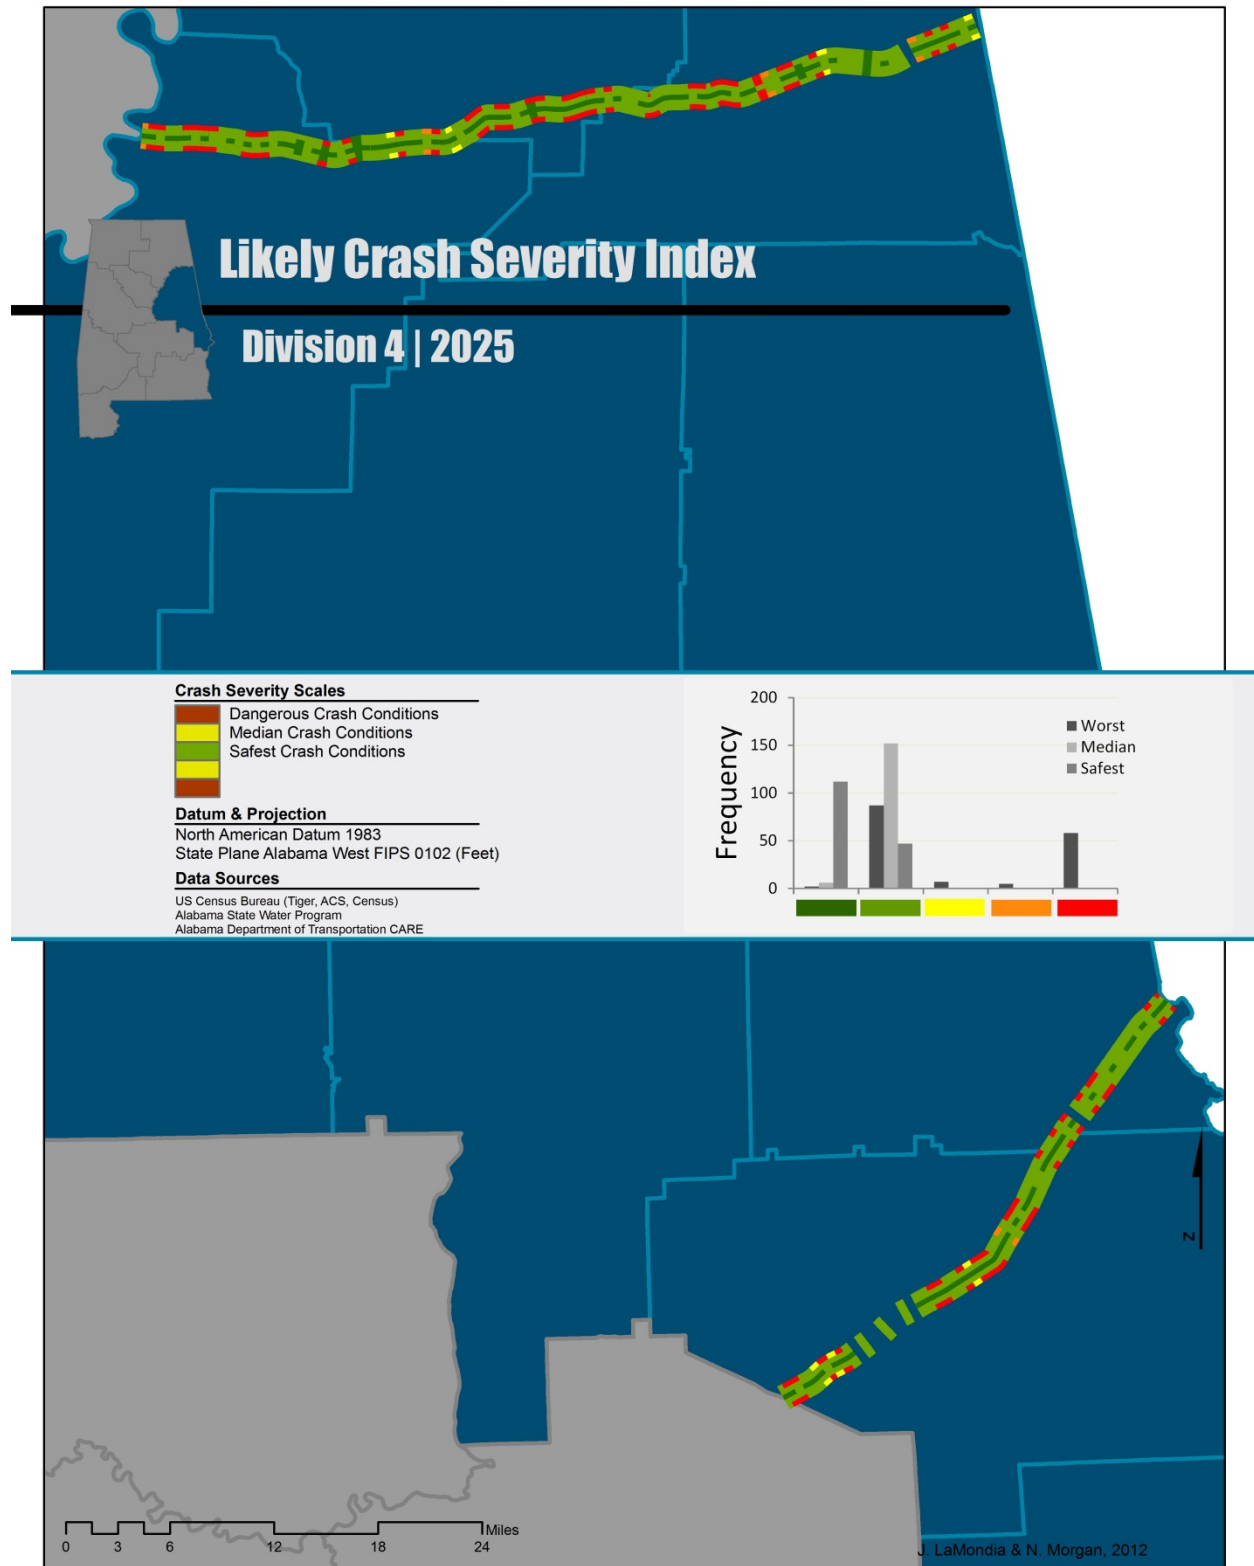 Likely Crash Severity Index
Division 4 | 2025
Crash Severity Scales
Dangerous Crash Conditions
Median Crash Conditions
Safest Crash Conditions
Datum & Projection
North American Datum 1983
State Plane Alabama West FIPS 0102 (Feet)
Data Sources
US Census Bureau (Tiger, ACS, Census)
Alabama State Water Program
Alabama Department of Transportation CARE
Frequency
200
150
100
50
0
Worst
Median
Safest
N
Miles
0 3 6 12 18 24
J. LaMondia & N. Morgan, 2012